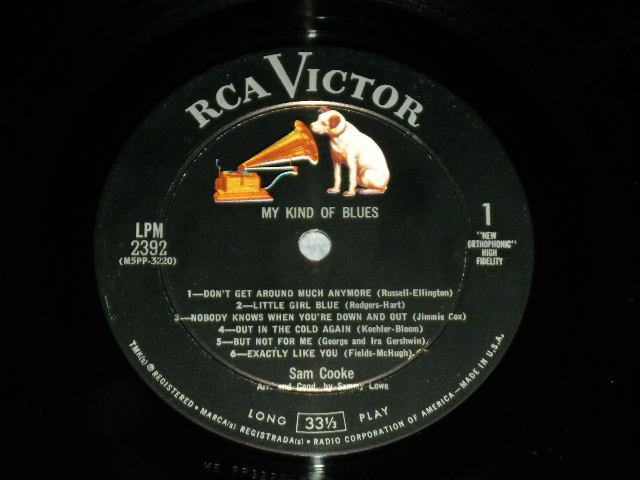 RCA VICTOR
MY KIND OF BLUES
LPM
2392
(M5PP-3220)
1
"NEW
ORTHOPHONIC"
HIGH
FIDELITY
1—DON'T GET AROUND MUCH ANYMORE (Russell-Ellington)
2—LITTLE GIRL BLUE (Rodgers-Hart)
3—NOBODY KNOWS WHEN YOU'RE DOWN AND OUT (Jimmie Cox)
4—OUT IN THE COLD AGAIN (Koehler-Bloom)
5—BUT NOT FOR ME (George and Ira Gershwin)
6—EXACTLY LIKE YOU (Fields-McHugh)
Sam Cooke
Arr. and Cond. by Sammy Lowe
LONG 33⅓ PLAY
TMK(s) ® REGISTERED • MARCA(s) REGISTRADA(s) • RADIO CORPORATION OF AMERICA—MADE IN U.S.A.